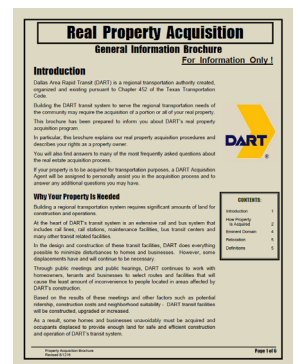 Real Property Acquisition
General Information Brochure
For Information Only !
Introduction
Dallas Area Rapid Transit (DART) is a regional transportation authority created,
organized and existing pursuant to Chapter 452 of the Texas Transportation
Code.
Building the DART transit system to serve the regional transportation needs of
the community may require the acquisition of a portion or all of your real property.
This brochure has been prepared to inform you about DART's real property
acquisition program.
In particular, this brochure explains our real property acquisition procedures and
describes your rights as a property owner.
You will also find answers to many of the most frequently asked questions about
the real estate acquisition process.
If your property is to be acquired for transportation purposes, a DART Acquisition
Agent will be assigned to personally assist you in the acquisition process and to
answer any additional questions you may have.
DART
Why Your Property Is Needed
Building a regional transportation system requires significant amounts of land for
construction and operations.
At the heart of DART's transit system is an extensive rail and bus system that
includes rail lines, rail stations, maintenance facilities, bus transit centers and
many other transit related facilities.
In the design and construction of these transit facilities, DART does everything
possible to minimize disturbances to homes and businesses. However, some
displacements have and will continue to be necessary.
Through public meetings and public hearings, DART continues to work with
homeowners, tenants and businesses to select routes and facilities that will
cause the least amount of inconvenience to people located in areas affected by
DART's construction.
Based on the results of these meetings and other factors such as potential
ridership, construction costs and neighborhood suitability - DART transit facilities
will be constructed, upgraded or increased.
As a result, some homes and businesses unavoidably must be acquired and
occupants displaced to provide enough land for safe and efficient construction
and operation of DART's transit system.
CONTENTS:
Introduction 1
How Property
Is Acquired 2
Eminent Domain 4
Relocation 5
Definitions 5
Property Acquisition Brochure
Page 1 of 6